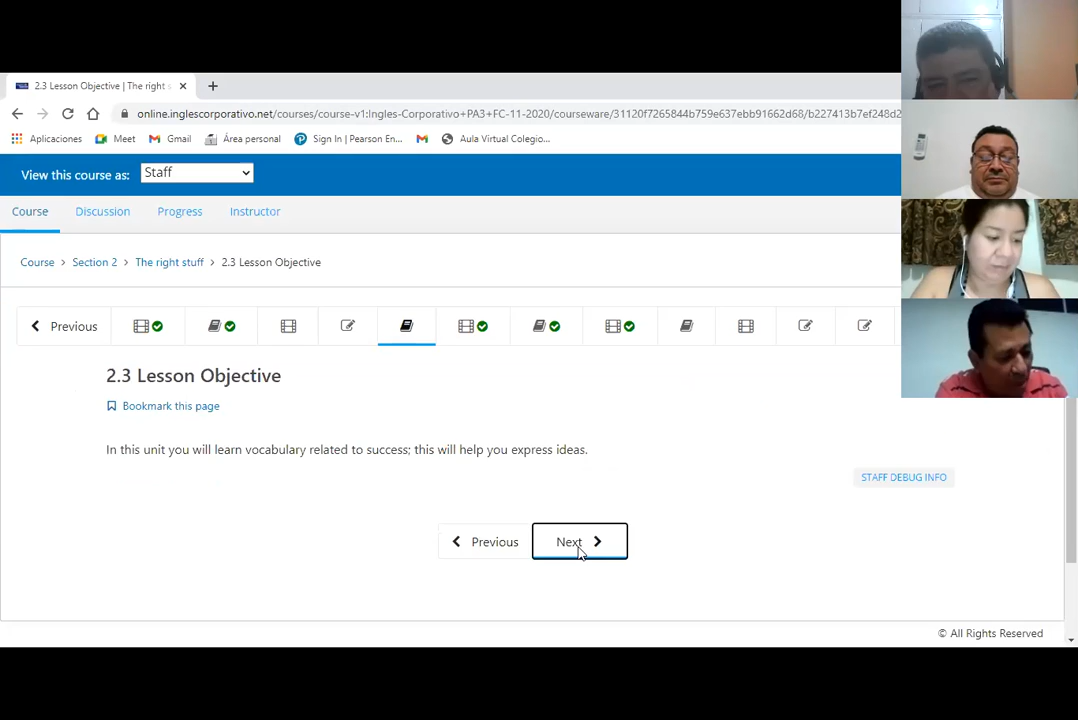 2.3 Lesson Objective | The right s
online.inglescorporativo.net/courses/course-v1:Ingles-Corporativo+PA3+FC-11-2020/courseware/31120f7265844b759e637ebb91662d68/b227413b7ef248d2
Aplicaciones Meet Gmail Área personal Sign In | Pearson En... Aula Virtual Colegio...
View this course as: Staff
Course Discussion Progress Instructor
Course > Section 2 > The right stuff > 2.3 Lesson Objective
Previous
2.3 Lesson Objective
Bookmark this page
In this unit you will learn vocabulary related to success; this will help you express ideas.
STAFF DEBUG INFO
Previous Next
© All Rights Reserved